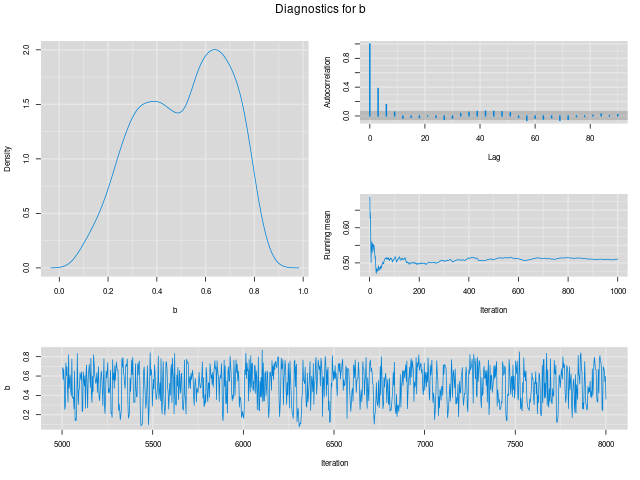 Diagnostics for b
Density
2.0
1.5
1.0
0.5
0.0
0.0 0.2 0.4 0.6 0.8 1.0
b
Autocorrelation
0.8
0.4
0.0
0 20 40 60 80
Lag
Running mean
0.60
0.50
0 200 400 600 800 1000
Iteration
b
0.8
0.6
0.4
0.2
5000 5500 6000 6500 7000 7500 8000
Iteration